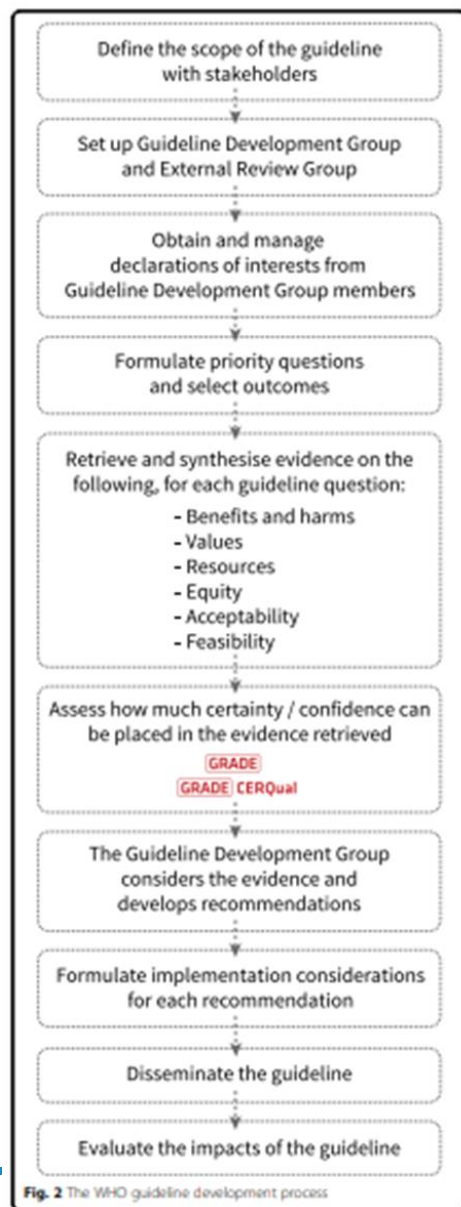 Define the scope of the guideline
with stakeholders
Set up Guideline Development Group
and External Review Group
Obtain and manage
declarations of interests from
Guideline Development Group members
Formulate priority questions
and select outcomes
Retrieve and synthesise evidence on the
following, for each guideline question:
- Benefits and harms
- Values
- Resources
- Equity
- Acceptability
- Feasibility
Assess how much certainty / confidence can
be placed in the evidence retrieved
GRADE
GRADE CERQual
The Guideline Development Group
considers the evidence and
develops recommendations
Formulate implementation considerations
for each recommendation
Disseminate the guideline
Evaluate the impacts of the guideline
Fig. 2 The WHO guideline development process